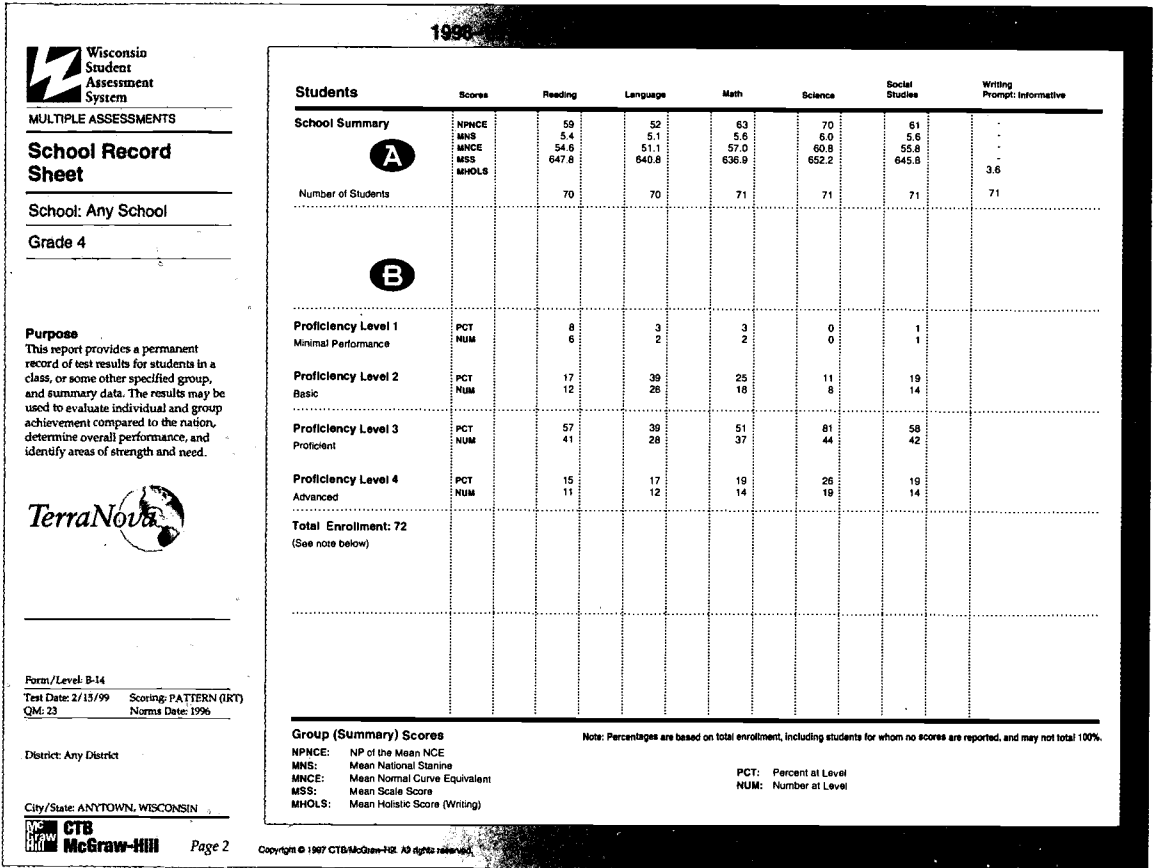 1998-
Wisconsin
Student
Assessment
System
MULTIPLE ASSESSMENTS
School Record
Sheet
School: Any School
Grade 4
Purpose
This report provides a permanent
record of test results for students in a
class, or some other specified group,
and summary data. The results may be
used to evaluate individual and group
achievement compared to the nation,
determine overall performance, and
identify areas of strength and need.
TerraNova
Form/Level: B-14
Test Date: 2/15/99 Scoring: PATTERN (IRT)
QM: 23 Norms Date: 1996
District: Any District
City/State: ANYTOWN, WISCONSIN
Mc Graw Hill CTB McGraw-Hill Page 2
Students Scores Reading Language Math Science Social Studies Writing Prompt: Informative
School Summary NPNCE 59 52 63 70 61 -
MNS 5.4 5.1 5.6 6.0 5.6 -
A MNCE 54.6 51.1 57.0 60.8 55.8 -
MSS 647.8 640.8 636.9 652.2 645.8 -
MHOLS 3.6
Number of Students 70 70 71 71 71 71
B
Proficiency Level 1 PCT 8 3 3 0 1
Minimal Performance NUM 6 2 2 0 1
Proficiency Level 2 PCT 17 39 25 11 19
Basic NUM 12 28 18 8 14
Proficiency Level 3 PCT 57 39 51 81 58
Proficient NUM 41 28 37 44 42
Proficiency Level 4 PCT 15 17 19 26 19
Advanced NUM 11 12 14 19 14
Total Enrollment: 72
(See note below)
Group (Summary) Scores Note: Percentages are based on total enrollment, including students for whom no scores are reported, and may not total 100%.
NPNCE: NP of the Mean NCE
MNS: Mean National Stanine
MNCE: Mean Normal Curve Equivalent PCT: Percent at Level
MSS: Mean Scale Score NUM: Number at Level
MHOLS: Mean Holistic Score (Writing)
Copyright © 1997 CTB/McGraw-Hill. All rights reserved.